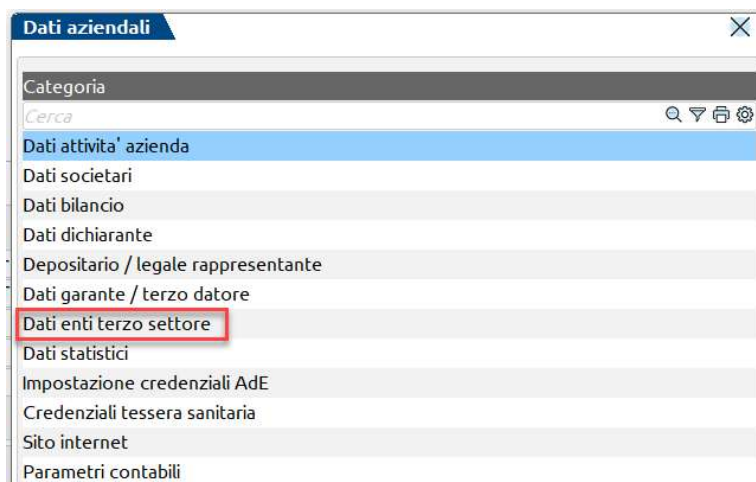 Dati aziendali
Categoria
Cerca
Dati attivita' azienda
Dati societari
Dati bilancio
Dati dichiarante
Depositario / legale rappresentante
Dati garante / terzo datore
Dati enti terzo settore
Dati statistici
Impostazione credenziali AdE
Credenziali tessera sanitaria
Sito internet
Parametri contabili